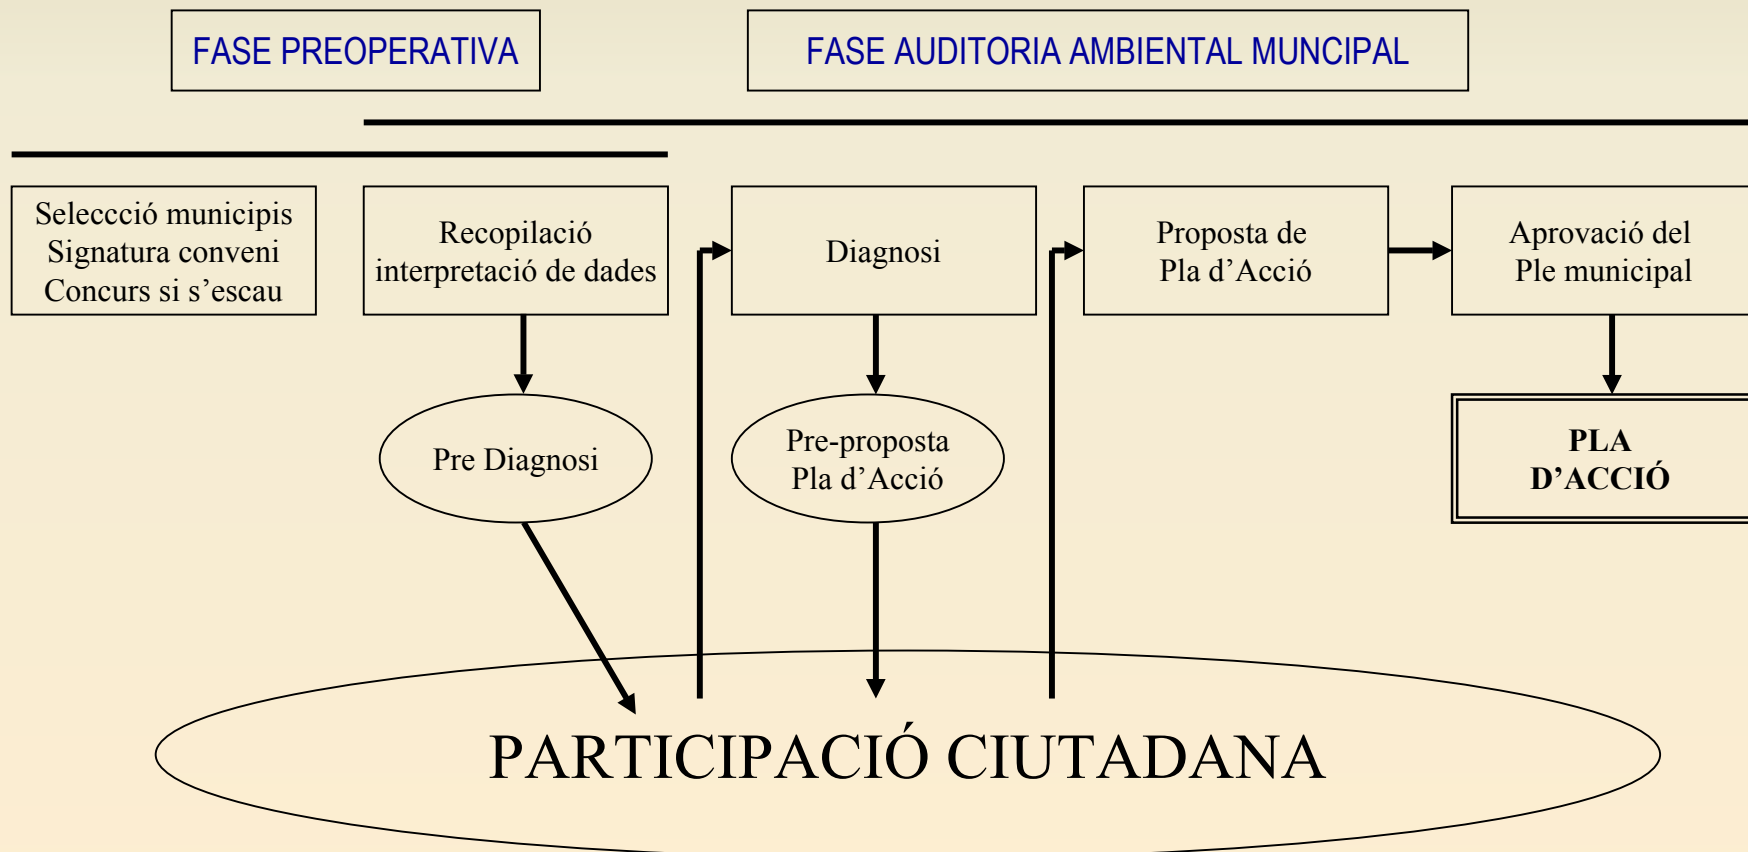 FASE PREOPERATIVA
FASE AUDITORIA AMBIENTAL MUNCIPAL
Seleccció municipis
Signatura conveni
Concurs si s’escau
Recopilació
interpretació de dades
Diagnosi
Proposta de
Pla d’Acció
Aprovació del
Ple municipal
Pre Diagnosi
Pre-proposta
Pla d’Acció
PLA
D’ACCIÓ
PARTICIPACIÓ CIUTADANA